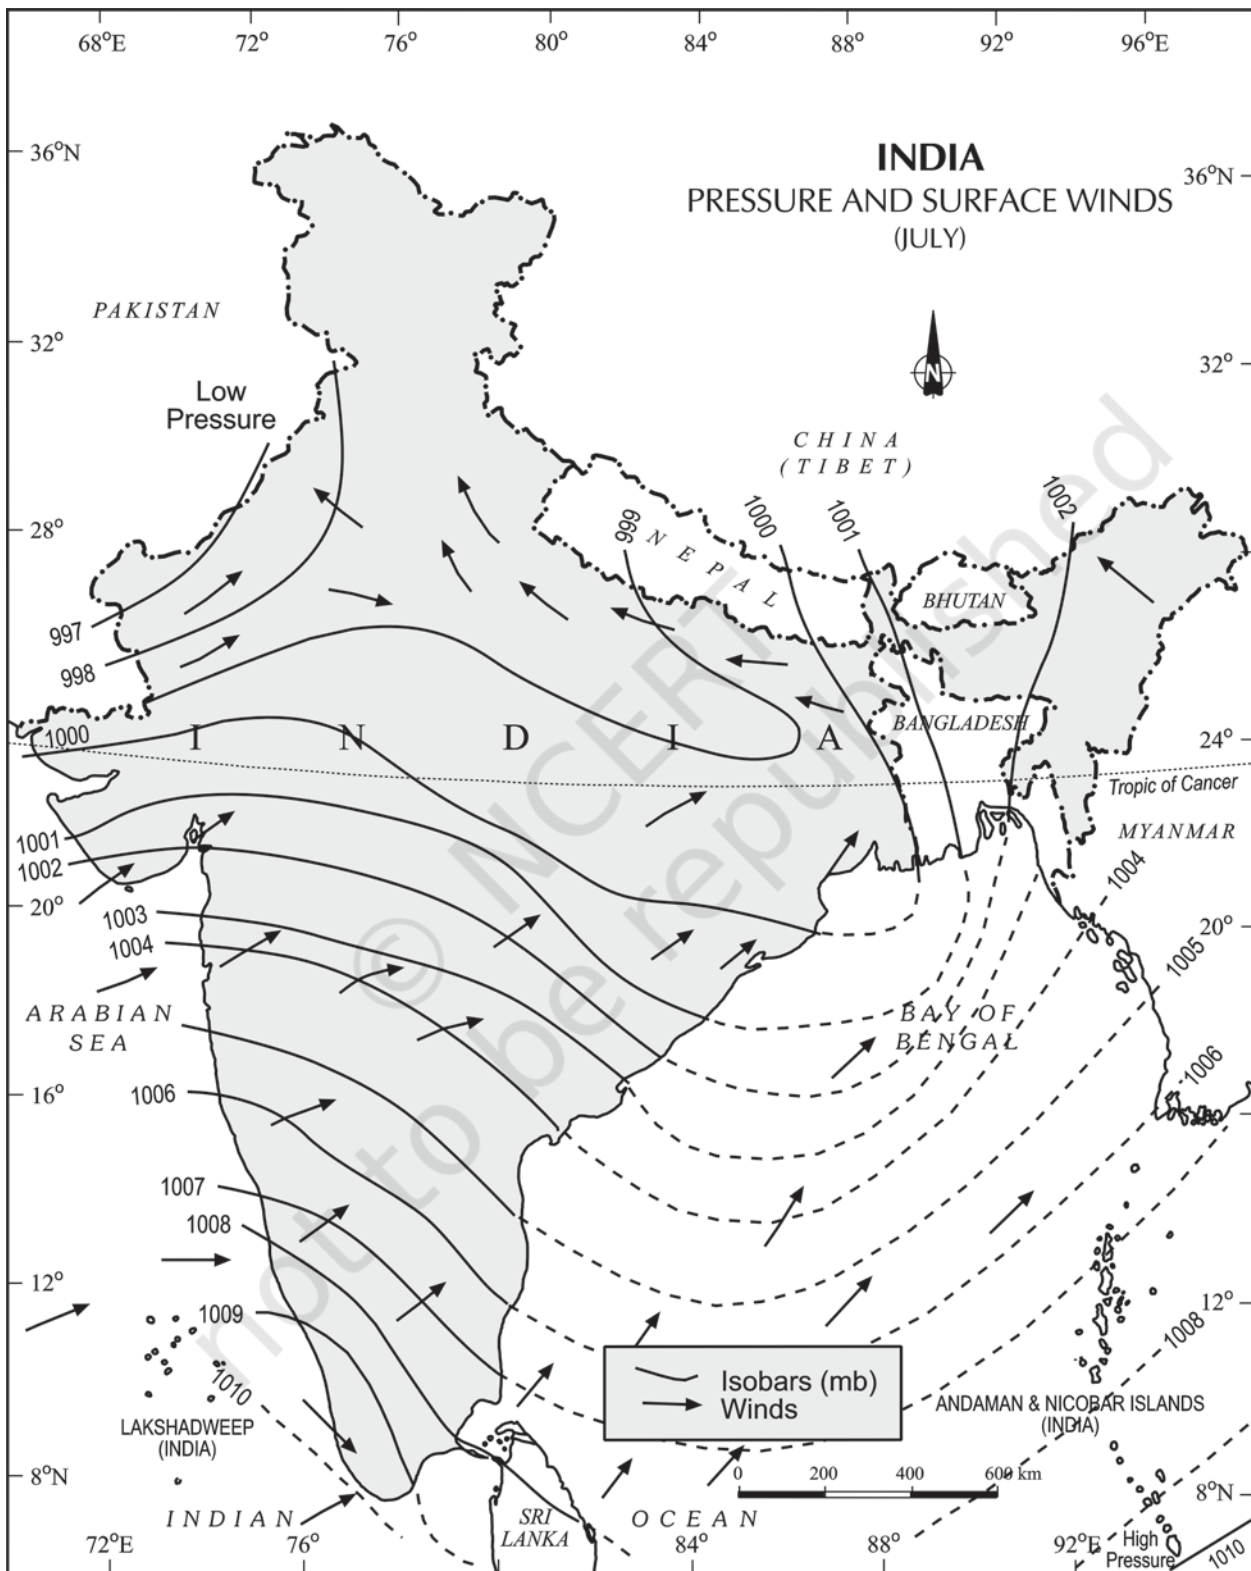 68°E 72° 76° 80° 84° 88° 92° 96°E
36°N
INDIA
PRESSURE AND SURFACE WINDS
(JULY)
36°N
PAKISTAN
N
32°
32°
Low
Pressure
CHINA
(TIBET)
28°
999
1000
1001
1002
NEPAL
BHUTAN
997
998
1000
INDIA
BANGLADESH
24°
Tropic of Cancer
MYANMAR
1001
1002
1003
1004
20°
1004
20°
1005
ARABIAN
SEA
BAY OF
BENGAL
16°
1006
1006
1007
1008
12°
1009
12°
1008
1010
Isobars (mb)
Winds
LAKSHADWEEP
(INDIA)
ANDAMAN & NICOBAR ISLANDS
(INDIA)
8°N
0 200 400 600 km
8°N
INDIAN OCEAN
SRI
LANKA
High
Pressure
1010
72°E 76° 84° 88° 92°E
© NCERT
not to be republished